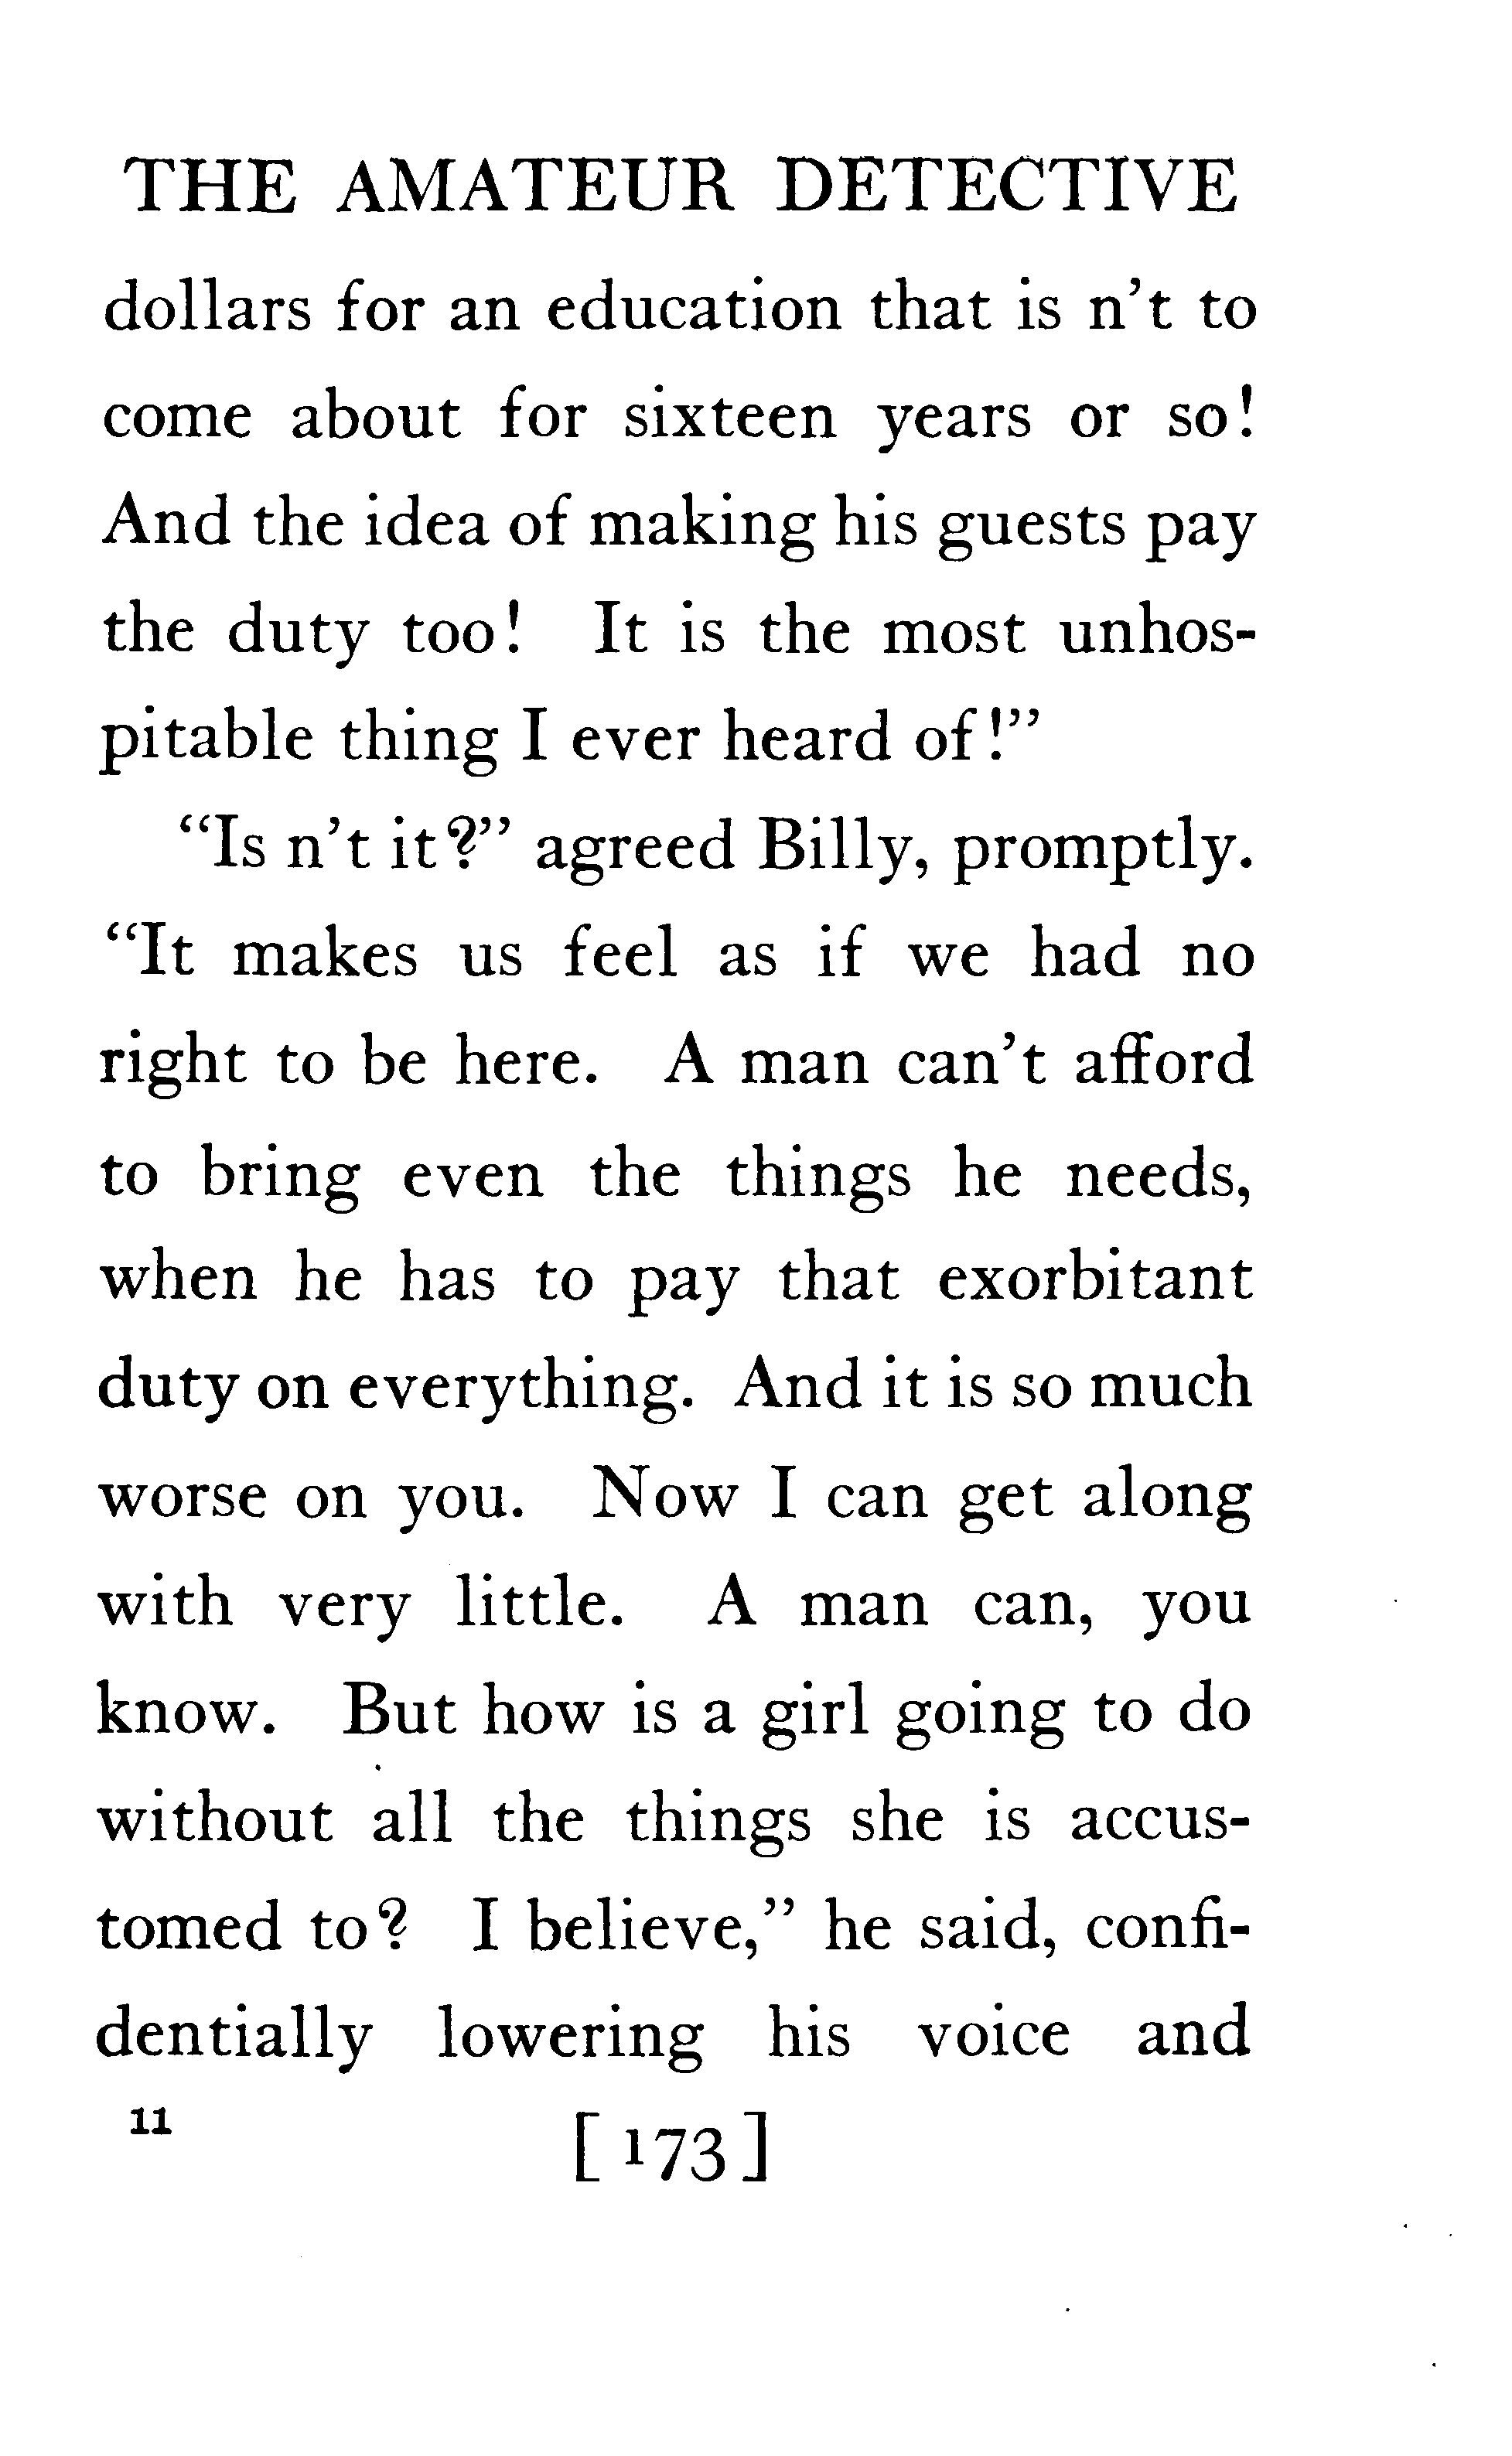 THE AMATEUR DETECTIVE
dollars for an education that is n't to
come about for sixteen years or so!
And the idea of making his guests pay
the duty too! It is the most unhos-
pitable thing I ever heard of!”
“Is n't it?” agreed Billy, promptly.
“It makes us feel as if we had no
right to be here. A man can't afford
to bring even the things he needs,
when he has to pay that exorbitant
duty on everything. And it is so much
worse on you. Now I can get along
with very little. A man can, you
know. But how is a girl going to do
without all the things she is accus-
tomed to? I believe,” he said, confi-
dentially lowering his voice and
11 [173]